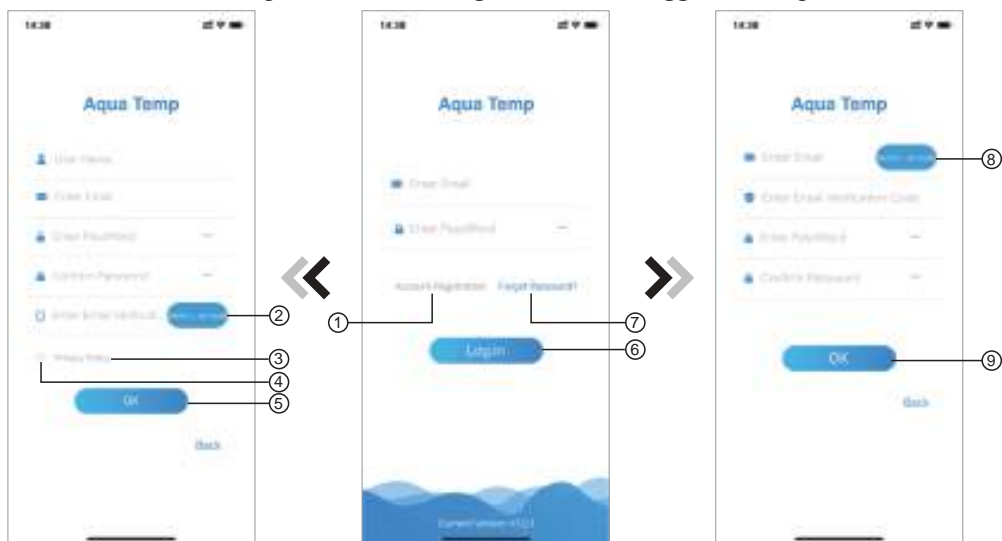 14:38
Aqua Temp
User Name
Enter Email
Enter PassWord
Confirm Password
Enter Email
②
Privacy Policy
③
④
OK
⑤
Back
14:38
Aqua Temp
Enter Email
Enter PassWord
Account Registration Forget Password?
①
⑦
Login
⑥
Current version
14:38
Aqua Temp
Enter Email
⑧
Enter Email Verification Code
Enter PassWord
Confirm Password
OK
⑨
Back